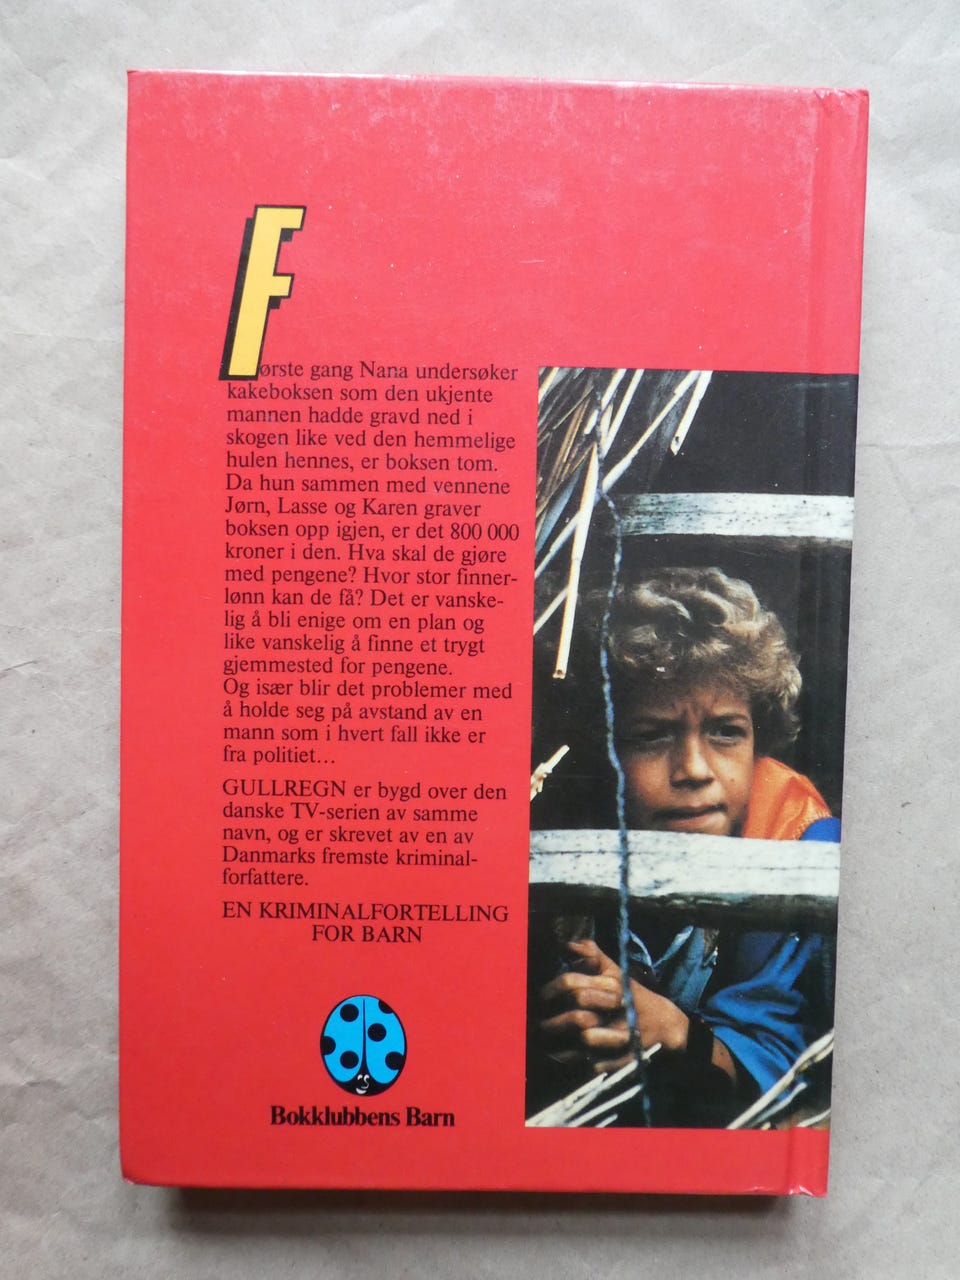 Første gang Nana undersøker
kakeboksen som den ukjente
mannen hadde gravd ned i
skogen like ved den hemmelige
hulen hennes, er boksen tom.
Da hun sammen med vennene
Jørn, Lasse og Karen graver
boksen opp igjen, er det 800 000
kroner i den. Hva skal de gjøre
med pengene? Hvor stor finner-
lønn kan de få? Det er vanske-
lig å bli enige om en plan og
like vanskelig å finne et trygt
gjemmested for pengene.
Og især blir det problemer med
å holde seg på avstand av en
mann som i hvert fall ikke er
fra politiet...
GULLREGN er bygd over den
danske TV-serien av samme
navn, og er skrevet av en av
Danmarks fremste kriminal-
forfattere.
EN KRIMINALFORTELLING
FOR BARN
Bokklubbens Barn